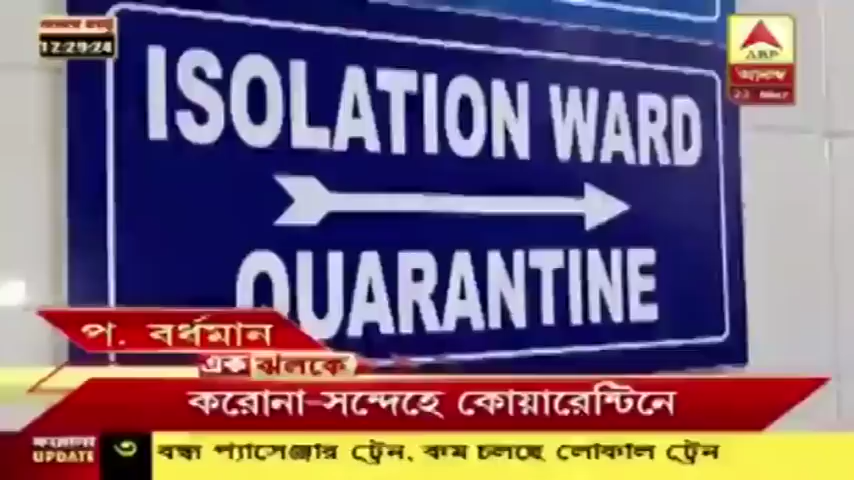 12:29:24
ABP
আনন্দ
ISOLATION WARD
QUARANTINE
প. বর্ধমান
এক ঝলকে
করোনা-সন্দেহে কোয়ারেন্টিনে
করোনা
UPDATE
৩
বন্ধ প্যাসেঞ্জার ট্রেন, কম চলছে লোকাল ট্রেন